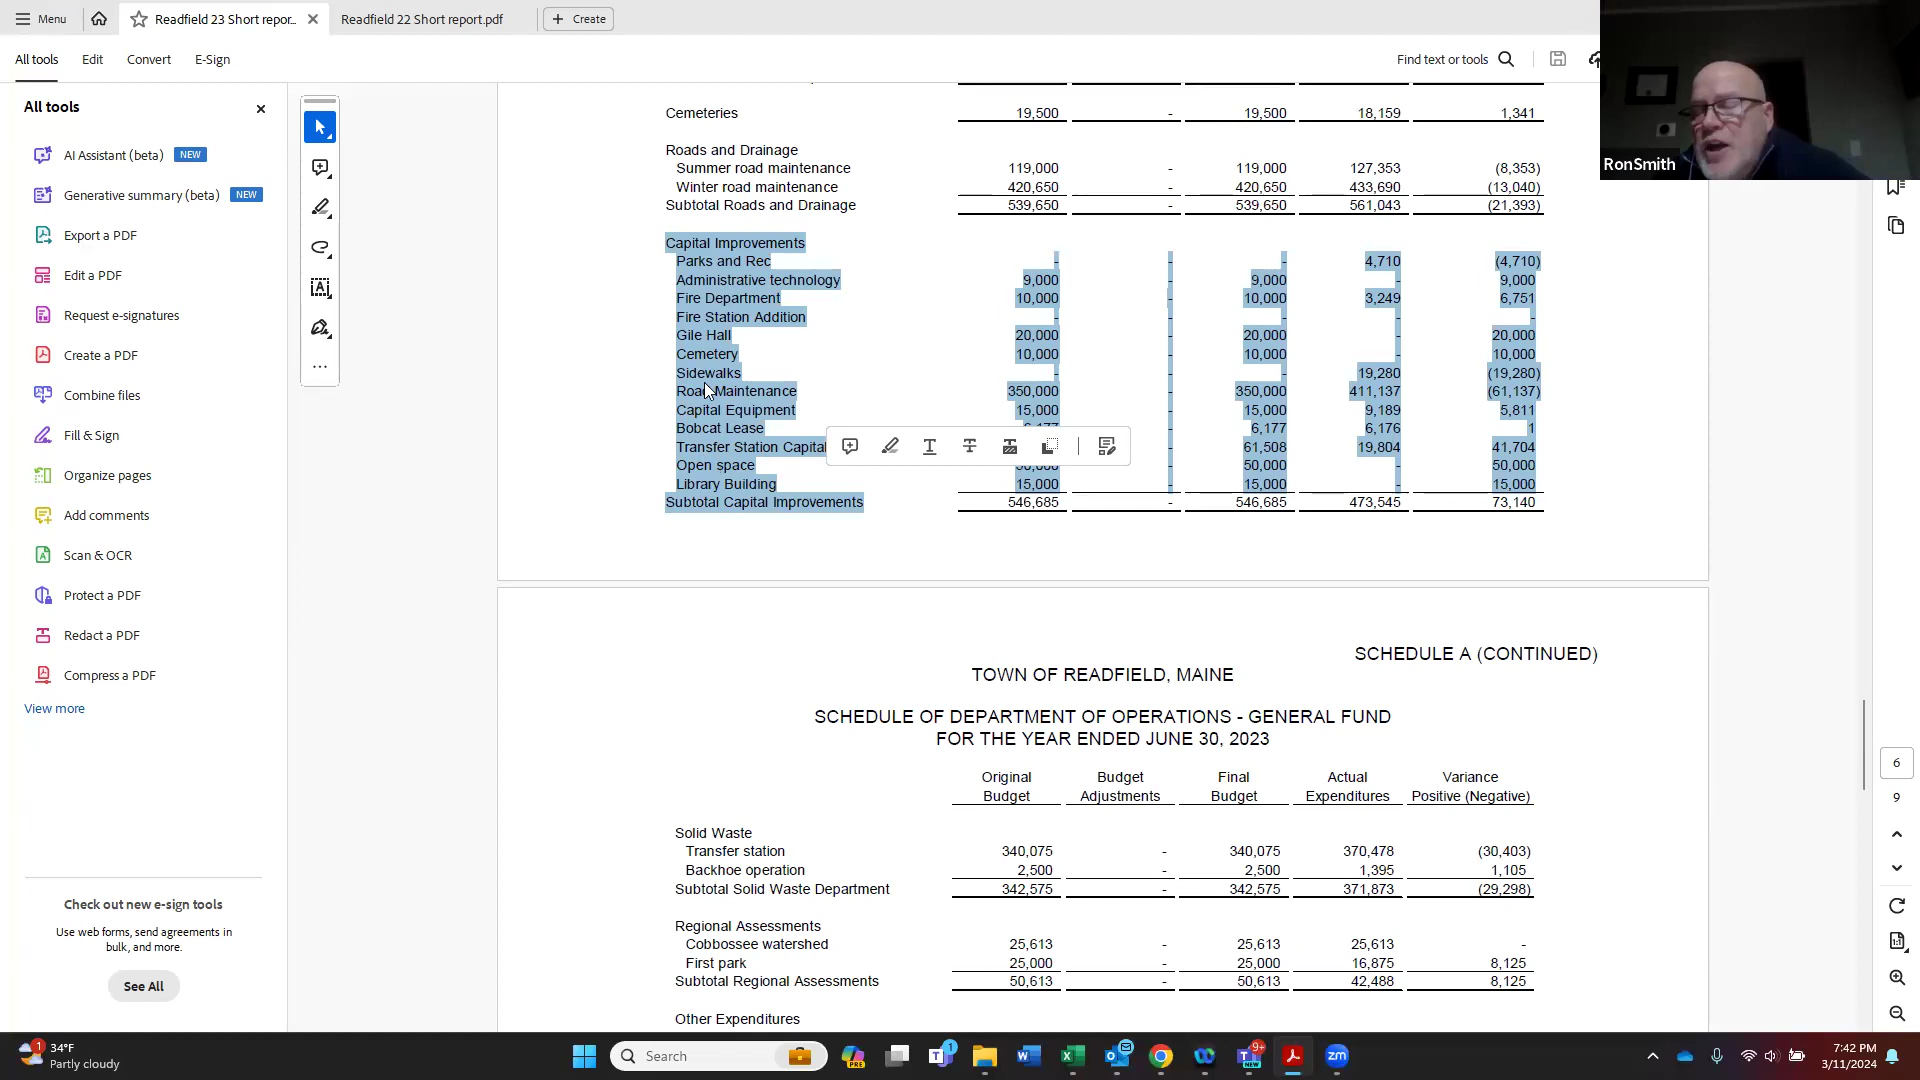 Menu
Readfield 23 Short repor...
Readfield 22 Short report.pdf
Create
All tools Edit Convert E-Sign
Find text or tools
RonSmith
All tools
AI Assistant (beta) NEW
Generative summary (beta) NEW
Export a PDF
Edit a PDF
Request e-signatures
Create a PDF
Combine files
Fill & Sign
Organize pages
Add comments
Scan & OCR
Protect a PDF
Redact a PDF
Compress a PDF
View more
Check out new e-sign tools
Use web forms, send agreements in
bulk, and more.
See All
Cemeteries 19,500 - 19,500 18,159 1,341
Roads and Drainage
Summer road maintenance 119,000 - 119,000 127,353 (8,353)
Winter road maintenance 420,650 - 420,650 433,690 (13,040)
Subtotal Roads and Drainage 539,650 - 539,650 561,043 (21,393)
Capital Improvements
Parks and Rec - - - 4,710 (4,710)
Administrative technology 9,000 - 9,000 - 9,000
Fire Department 10,000 - 10,000 3,249 6,751
Fire Station Addition - - - - -
Gile Hall 20,000 - 20,000 - 20,000
Cemetery 10,000 - 10,000 - 10,000
Sidewalks - - - 19,280 (19,280)
Road Maintenance 350,000 - 350,000 411,137 (61,137)
Capital Equipment 15,000 - 15,000 9,189 5,811
Bobcat Lease - 6,177 6,176 1
Transfer Station Capital 61,508 19,804 41,704
Open space - 50,000 - 50,000
Library Building 15,000 - 15,000 - 15,000
Subtotal Capital Improvements 546,685 - 546,685 473,545 73,140
SCHEDULE A (CONTINUED)
TOWN OF READFIELD, MAINE
SCHEDULE OF DEPARTMENT OF OPERATIONS - GENERAL FUND
FOR THE YEAR ENDED JUNE 30, 2023
Original Budget Final Actual Variance
Budget Adjustments Budget Expenditures Positive (Negative)
Solid Waste
Transfer station 340,075 - 340,075 370,478 (30,403)
Backhoe operation 2,500 - 2,500 1,395 1,105
Subtotal Solid Waste Department 342,575 - 342,575 371,873 (29,298)
Regional Assessments
Cobbossee watershed 25,613 - 25,613 25,613 -
First park 25,000 - 25,000 16,875 8,125
Subtotal Regional Assessments 50,613 - 50,613 42,488 8,125
Other Expenditures
6
9
1
34°F
Partly cloudy
Search
PRE
1
9+
NEW
zm
7:42 PM
3/11/2024